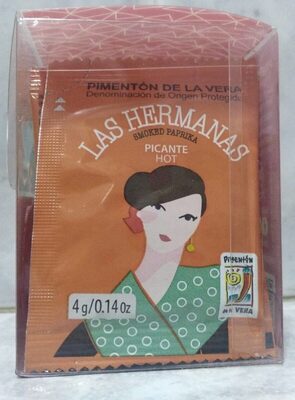 PIMENTÓN DE LA VERA
Denominación de Origen Protegida
LAS HERMANAS
SMOKED PAPRIKA
PICANTE
HOT
Pimentón
DE LA VERA
4g/0.14oz